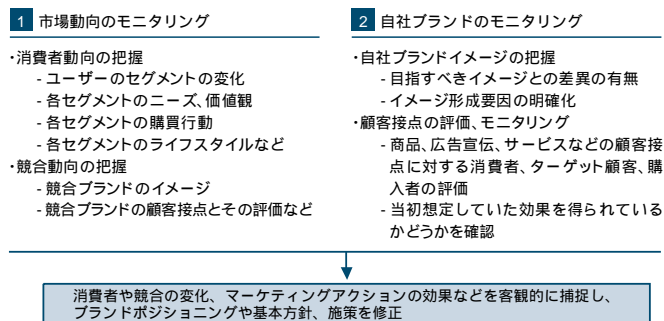 1 市場動向のモニタリング
・消費者動向の把握
- ユーザーのセグメントの変化
- 各セグメントのニーズ、価値観
- 各セグメントの購買行動
- 各セグメントのライフスタイルなど
・競合動向の把握
- 競合ブランドのイメージ
- 競合ブランドの顧客接点とその評価など
2 自社ブランドのモニタリング
・自社ブランドイメージの把握
- 目指すべきイメージとの差異の有無
- イメージ形成要因の明確化
・顧客接点の評価、モニタリング
- 商品、広告宣伝、サービスなどの顧客接
点に対する消費者、ターゲット顧客、購
入者の評価
- 当初想定していた効果を得られている
かどうかを確認
消費者や競合の変化、マーケティングアクションの効果などを客観的に捕捉し、
ブランドポジショニングや基本方針、施策を修正